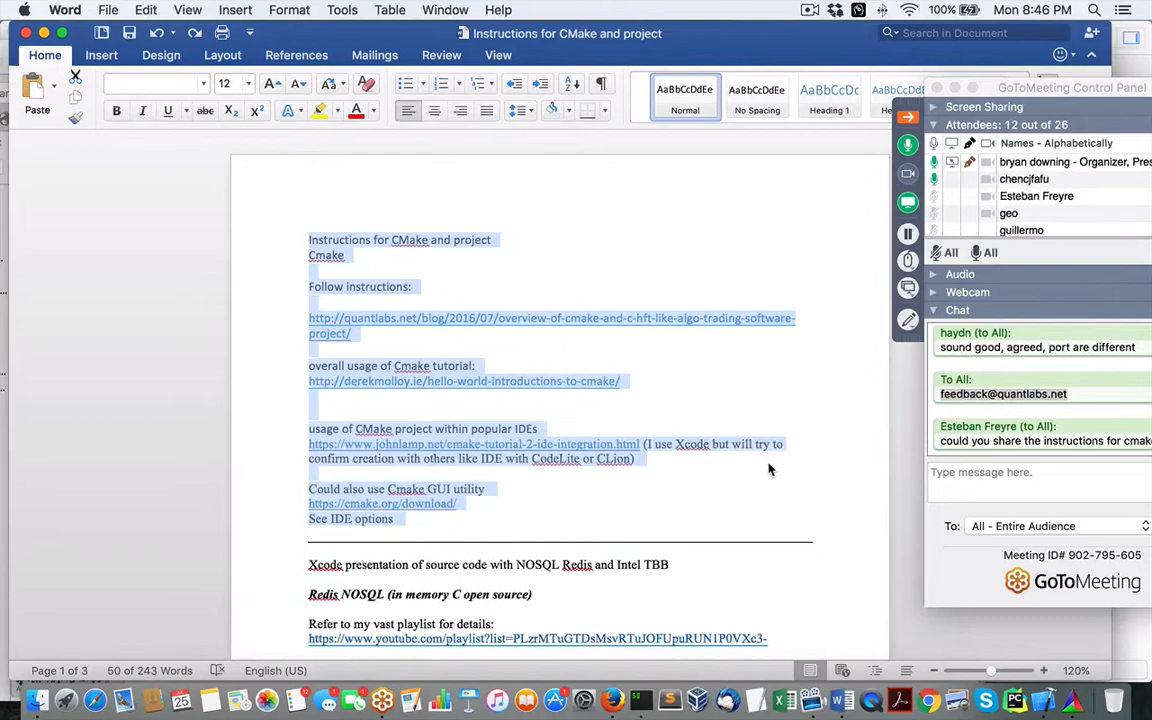 Word File Edit View Insert Format Tools Table Window Help
100% Mon 8:46 PM
Instructions for CMake and project
Search in Document
Home Insert Design Layout References Mailings Review View
Paste
12
B I U abc X₂ X²
AaBbCcDdEe
Normal
AaBbCcDdEe
No Spacing
AaBbCcDc
Heading 1
GoToMeeting Control Panel
Screen Sharing
Attendees: 12 out of 26
Names - Alphabetically
bryan downing - Organizer, Pres
chencjfafu
Esteban Freyre
geo
guillermo
All All
Audio
Webcam
Chat
haydn (to All):
sound good, agreed, port are different
To All:
feedback@quantlabs.net
Esteban Freyre (to All):
could you share the instructions for cmake
Type message here.
To: All - Entire Audience
Meeting ID# 902-795-605
GoToMeeting
Instructions for CMake and project
Cmake
Follow instructions:
http://quantlabs.net/blog/2016/07/overview-of-cmake-and-c-hft-like-algo-trading-software-
project/
overall usage of Cmake tutorial:
http://derekmolloy.ie/hello-world-introductions-to-cmake/
usage of CMake project within popular IDEs
https://www.johnlamp.net/cmake-tutorial-2-ide-integration.html (I use Xcode but will try to
confirm creation with others like IDE with CodeLite or CLion)
Could also use Cmake GUI utility
https://cmake.org/download/
See IDE options
Xcode presentation of source code with NOSQL Redis and Intel TBB
Redis NOSQL (in memory C open source)
Refer to my vast playlist for details:
https://www.youtube.com/playlist?list=PLzrMTuGTDsMsvRTuJOFUpuRUN1P0VXc3-
Page 1 of 3 50 of 243 Words English (US) 120%